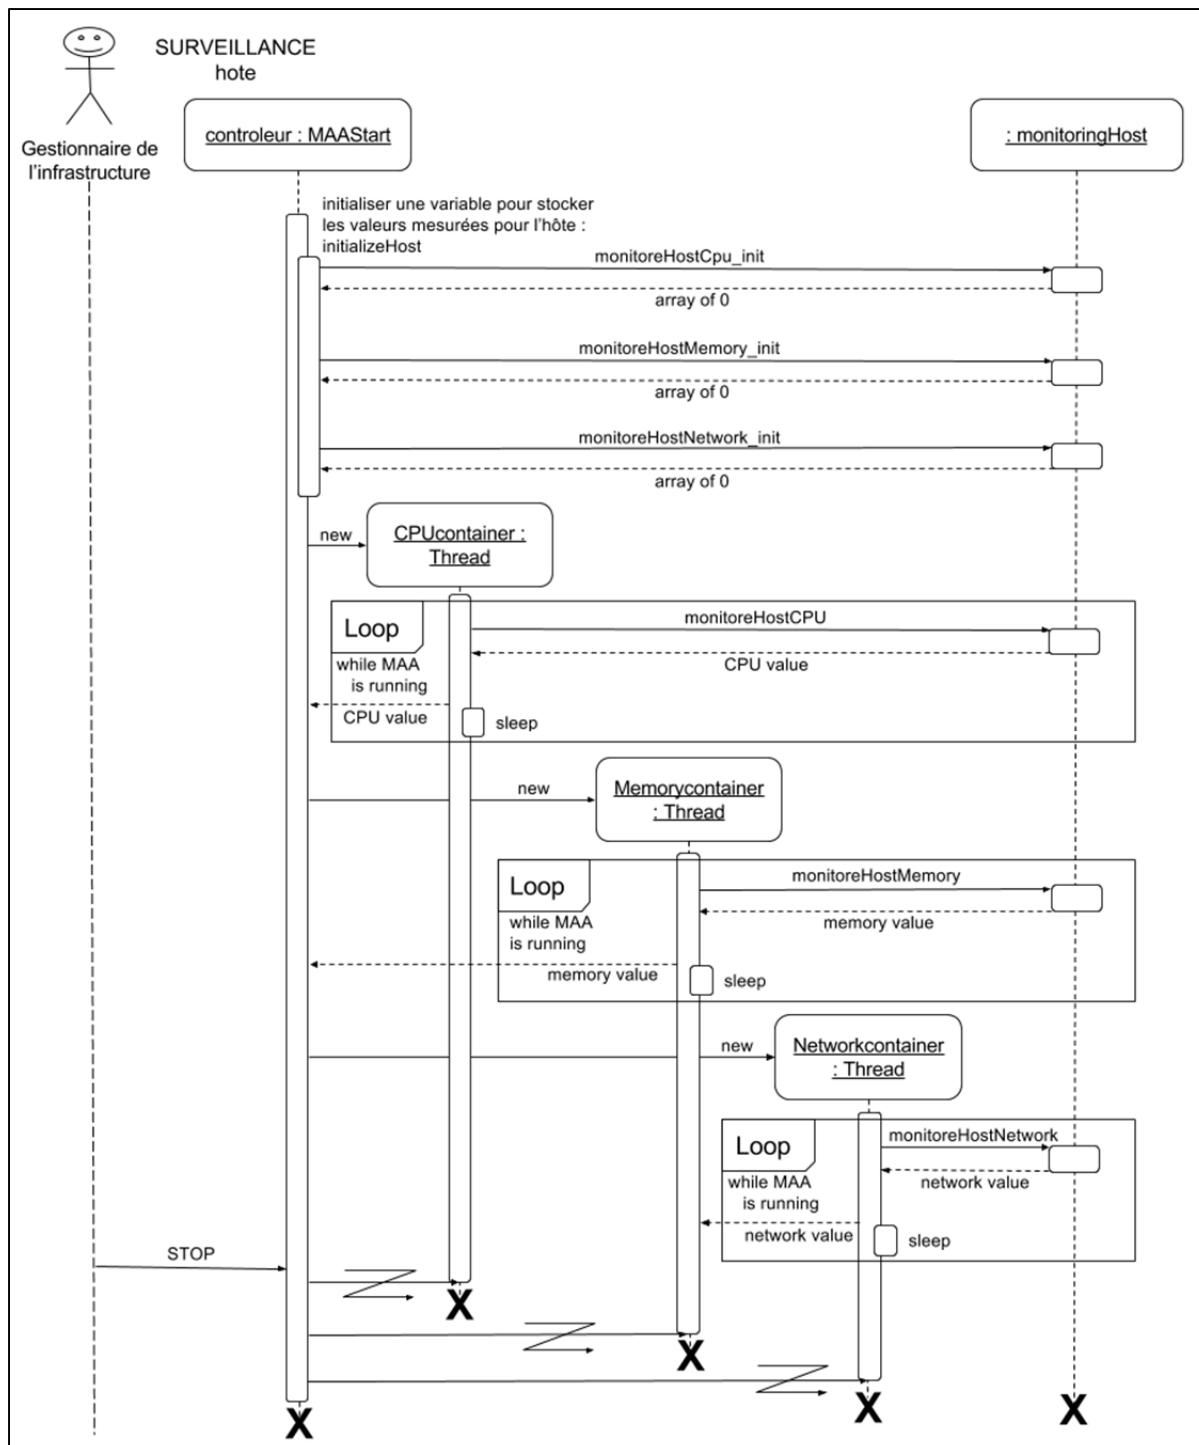 SURVEILLANCE
hote
Gestionnaire de
l'infrastructure
controleur : MAAStart
: monitoringHost
initialiser une variable pour stocker
les valeurs mesurées pour l'hôte :
initializeHost
monitoreHostCpu_init
array of 0
monitoreHostMemory_init
array of 0
monitoreHostNetwork_init
array of 0
new
CPUcontainer :
Thread
Loop
while MAA
is running
monitoreHostCPU
CPU value
CPU value
sleep
new
Memorycontainer
: Thread
Loop
while MAA
is running
monitoreHostMemory
memory value
memory value
sleep
new
Networkcontainer
: Thread
Loop
while MAA
is running
monitoreHostNetwork
network value
network value
sleep
STOP
X
X
X
X
X